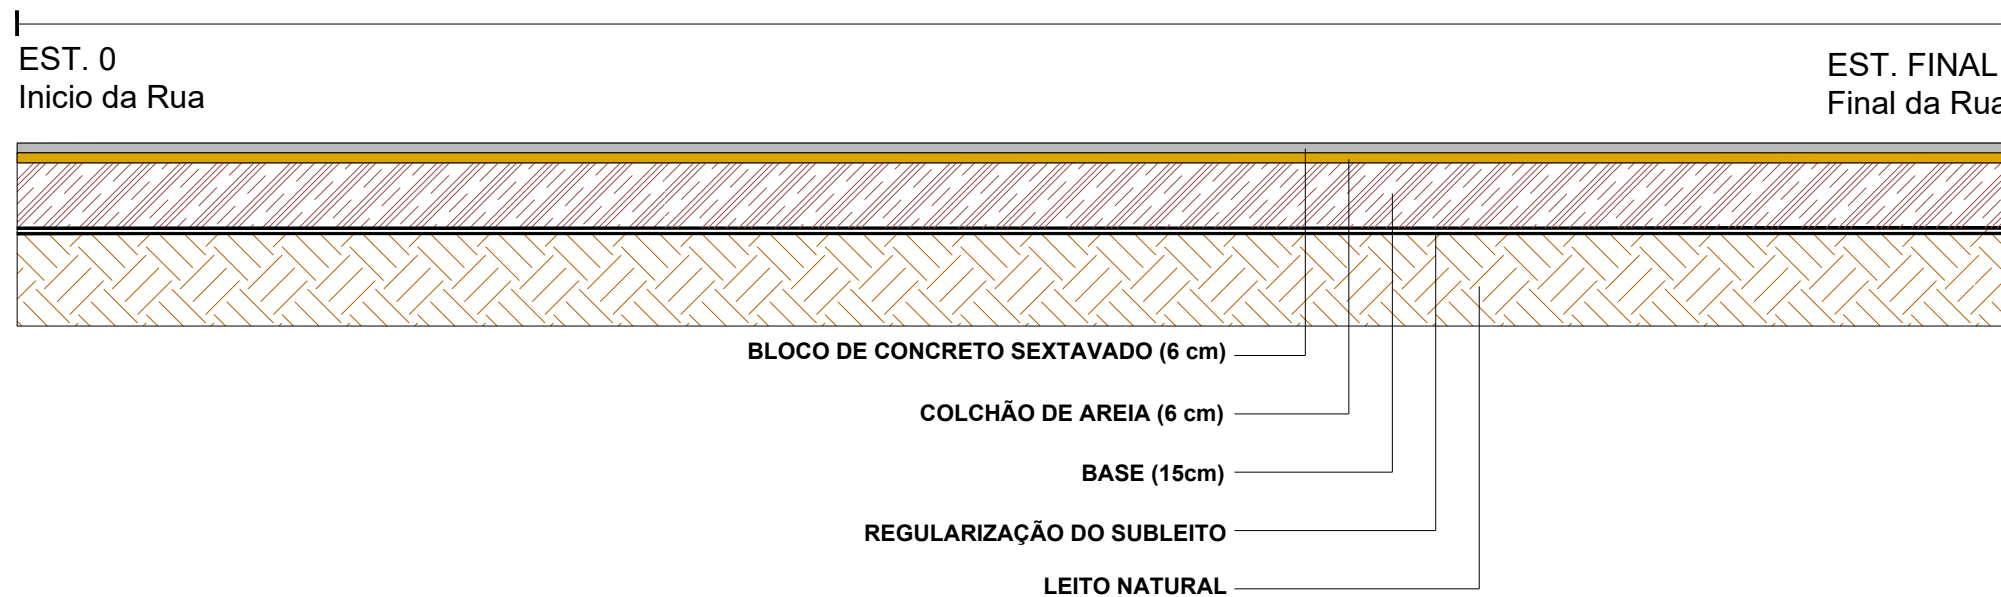 EST. 0
Inicio da Rua
EST. FINAL
Final da Rua
BLOCO DE CONCRETO SEXTAVADO (6 cm)
COLCHÃO DE AREIA (6 cm)
BASE (15cm)
REGULARIZAÇÃO DO SUBLEITO
LEITO NATURAL